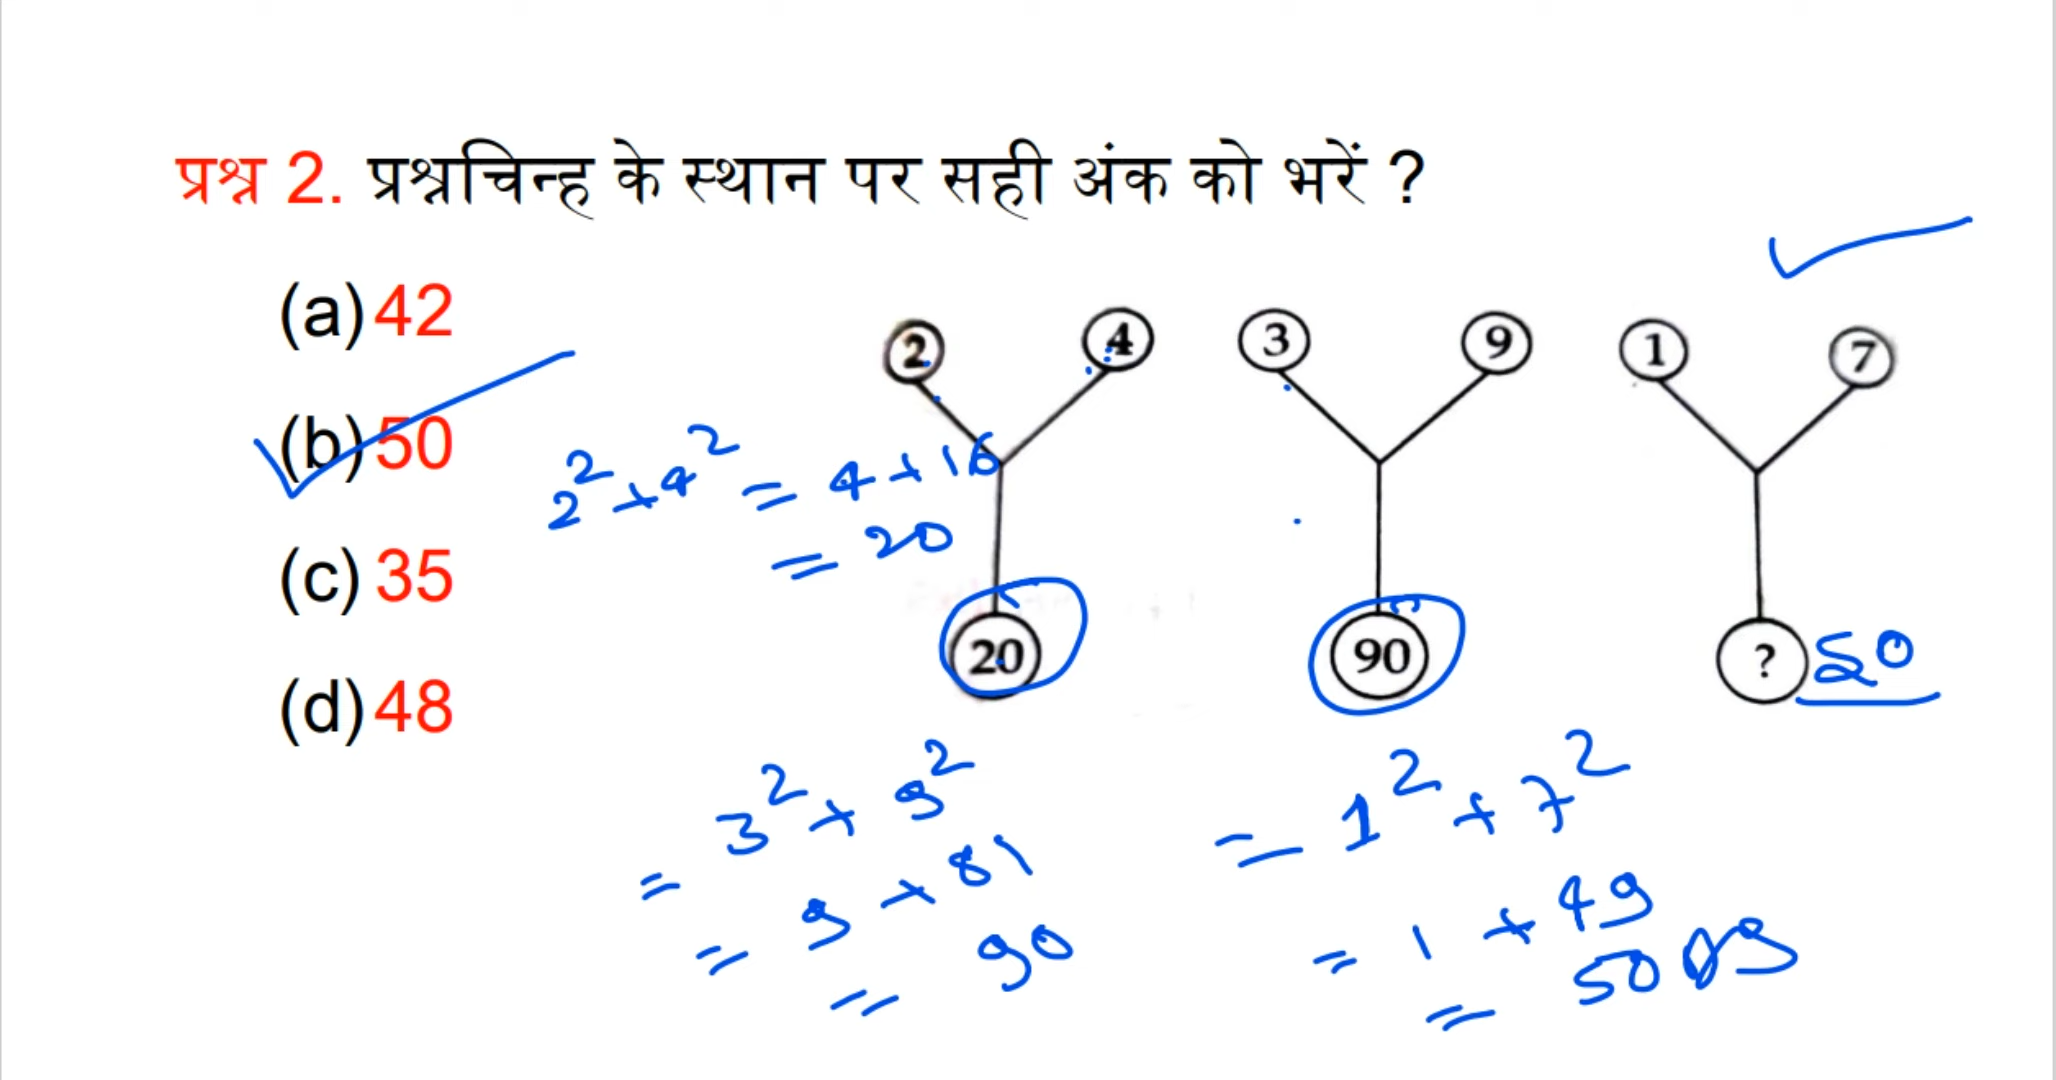 प्रश्न 2. प्रश्नचिन्ह के स्थान पर सही अंक को भरें ?
(a) 42
(b) 50
(c) 35
(d) 48
2 4 3 9 1 7
2² + 4² = 4 + 16
= 20
20 90 ? 50
= 3² + 9²
= 9 + 81
= 90
= 1² + 7²
= 1 + 49
= 50 Ans